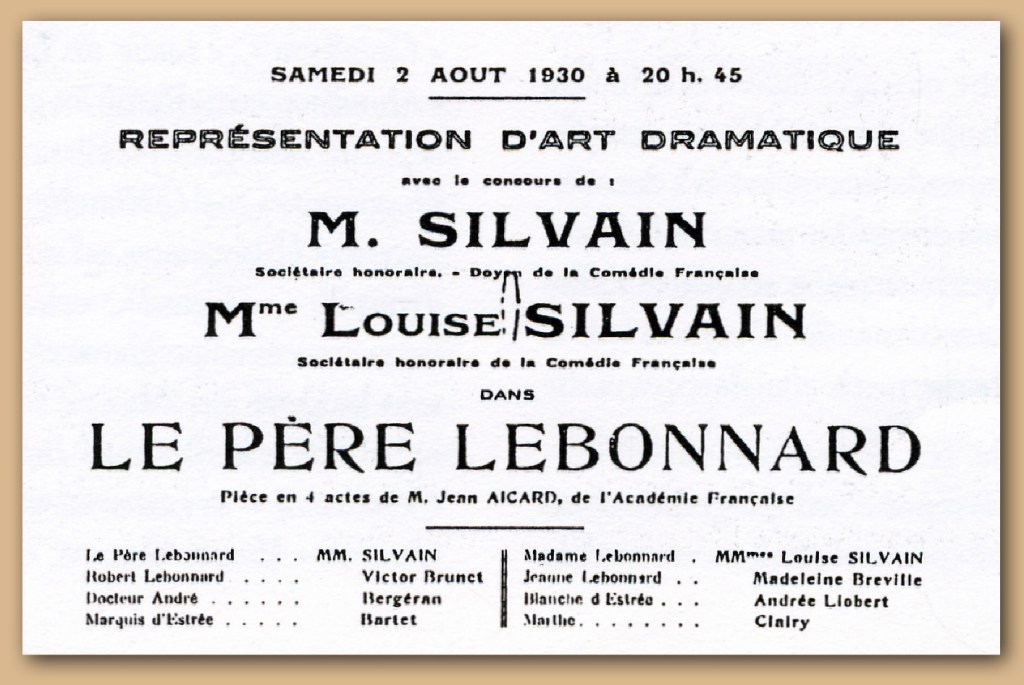 SAMEDI 2 AOUT 1930 à 20 h. 45
REPRÉSENTATION D'ART DRAMATIQUE
avec le concours de :
M. SILVAIN
Sociétaire honoraire. - Doyen de la Comédie Française
Mme LOUISE SILVAIN
Sociétaire honoraire de la Comédie Française
DANS
LE PÈRE LEBONNARD
Pièce en 4 actes de M. Jean AICARD, de l'Académie Française
Le Père Lebonnard . . . MM. SILVAIN
Robert Lebonnard . . . . Victor Brunet
Docteur André . . . . . . Bergéran
Marquis d'Estrée . . . . . Bartet
Madame Lebonnard . MMmes Louise SILVAIN
Jeanne Lebonnard . . Madeleine Breville
Blanche d'Estrée . . . Andrée Liobert
Marthe . . . . . . . . Clairy